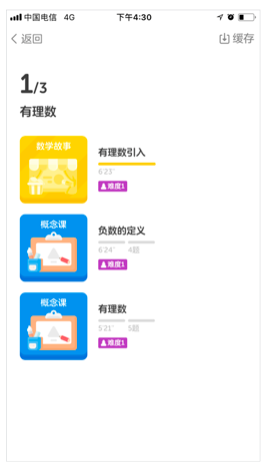 中国电信 4G 下午4:30
返回 缓存
1/3
有理数
数学故事
有理数引入
6'23"
难度1
概念课
负数的定义
6'24" 4题
难度1
概念课
有理数
5'21" 5题
难度1